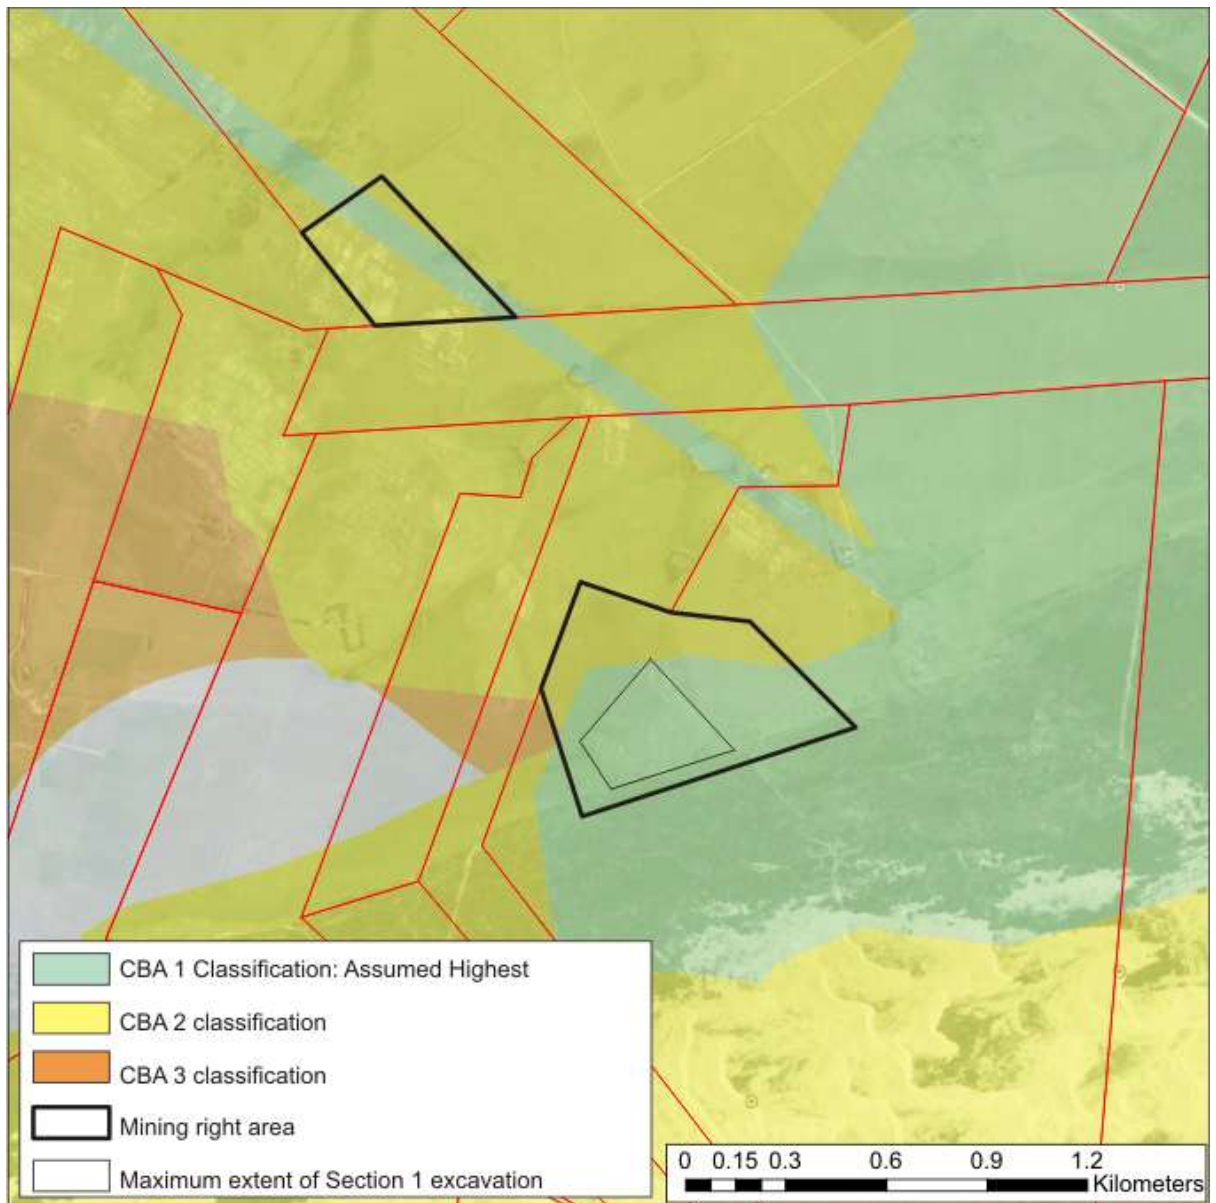 CBA 1 Classification: Assumed Highest
CBA 2 classification
CBA 3 classification
Mining right area
Maximum extent of Section 1 excavation
0 0.15 0.3 0.6 0.9 1.2
Kilometers